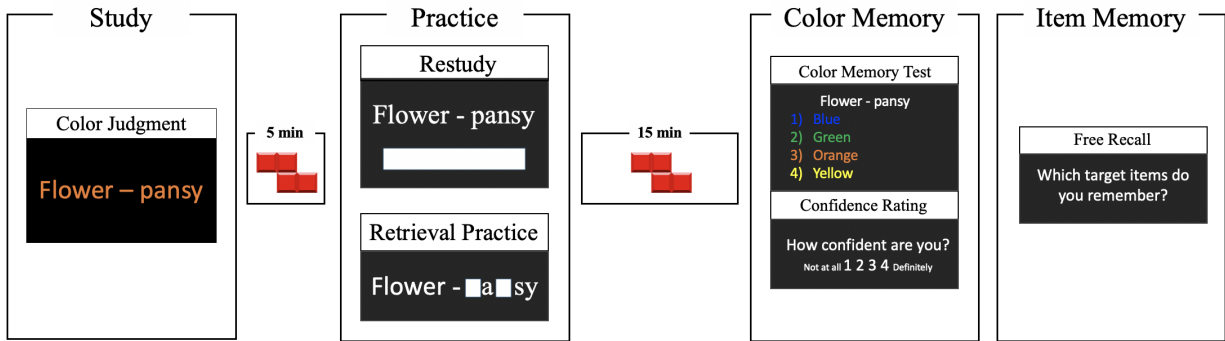 Study
Color Judgment
Flower – pansy
5 min
Practice
Restudy
Flower - pansy
Retrieval Practice
Flower - a sy
15 min
Color Memory
Color Memory Test
Flower - pansy
1) Blue
2) Green
3) Orange
4) Yellow
Confidence Rating
How confident are you?
Not at all 1 2 3 4 Definitely
Item Memory
Free Recall
Which target items do
you remember?